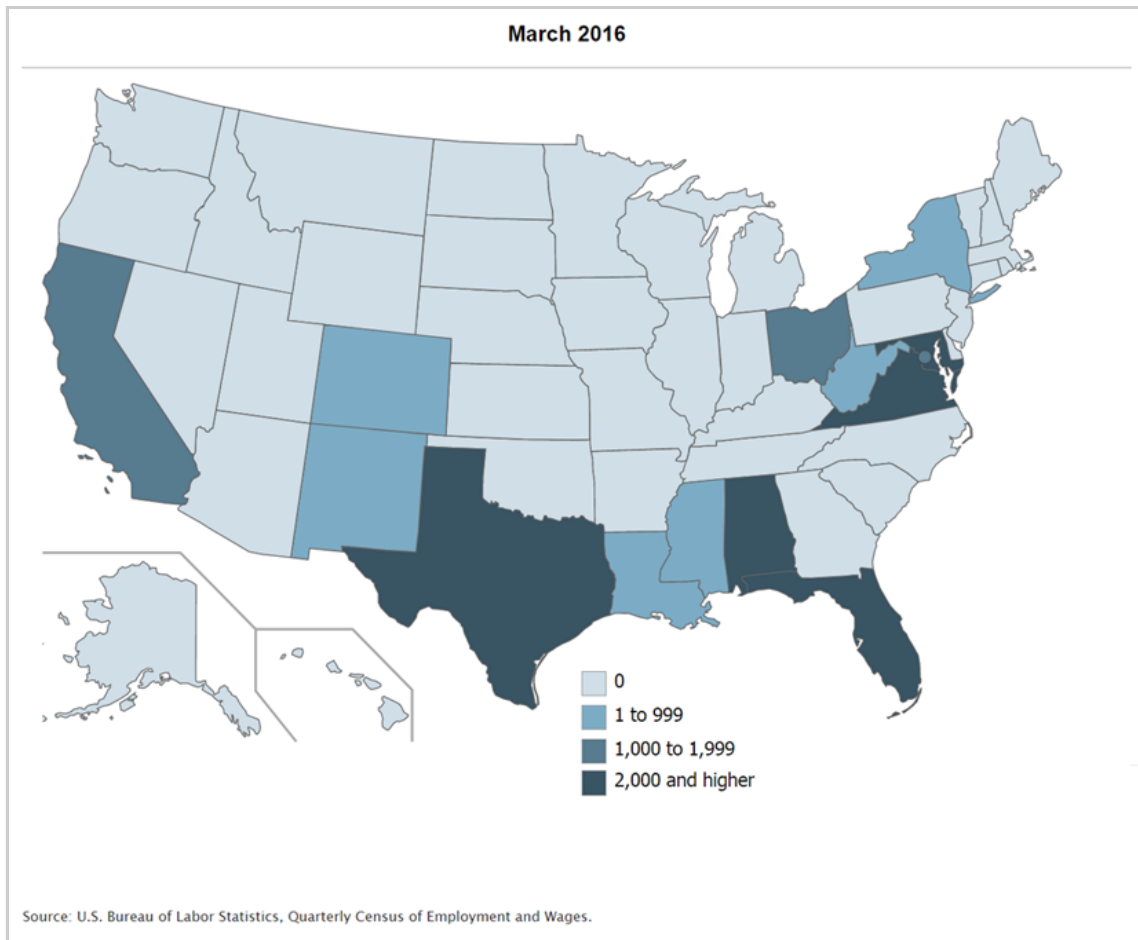 March 2016
0
1 to 999
1,000 to 1,999
2,000 and higher
Source: U.S. Bureau of Labor Statistics, Quarterly Census of Employment and Wages.